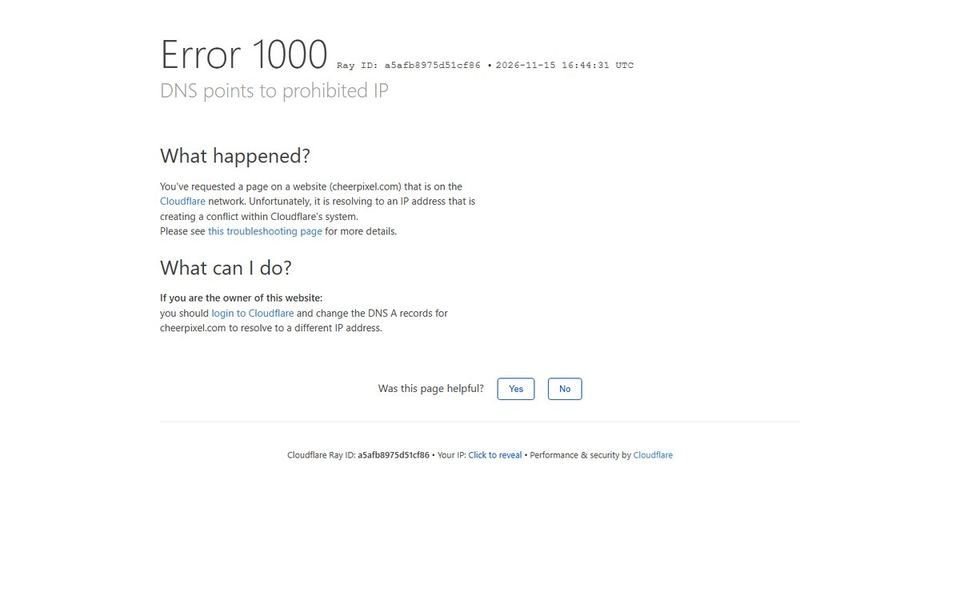 Error 1000 Ray ID: a5afb8975d51cf86 • 2026-11-15 16:44:31 UTC
DNS points to prohibited IP
What happened?
You've requested a page on a website (cheerpixel.com) that is on the
Cloudflare network. Unfortunately, it is resolving to an IP address that is
creating a conflict within Cloudflare's system.
Please see this troubleshooting page for more details.
What can I do?
If you are the owner of this website:
you should login to Cloudflare and change the DNS A records for
cheerpixel.com to resolve to a different IP address.
Was this page helpful? Yes No
Cloudflare Ray ID: a5afb8975d51cf86 • Your IP: Click to reveal • Performance & security by Cloudflare